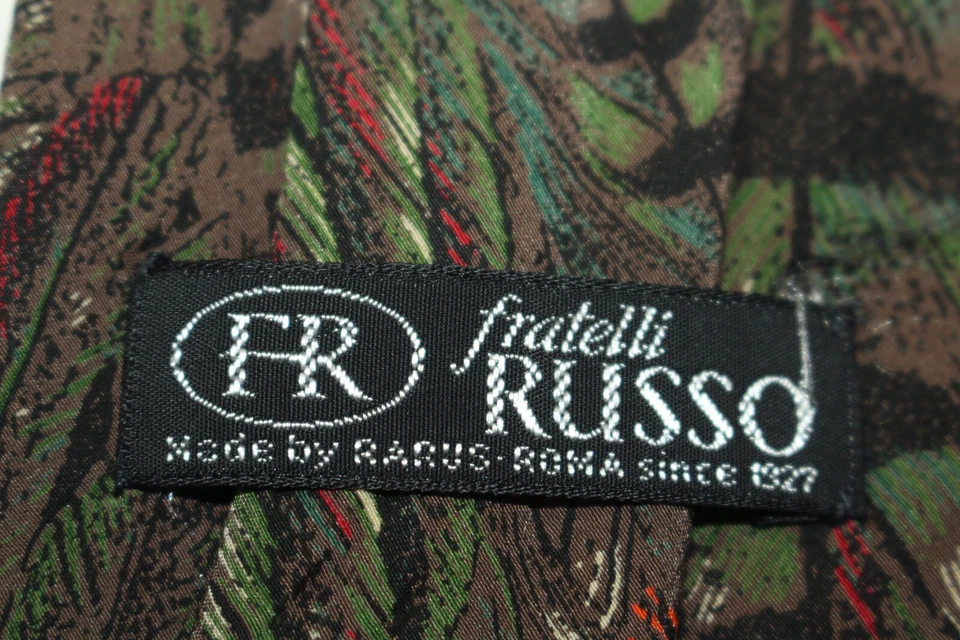 FR
fratelli
RUSSO
Made by RARUS-ROMA since 1927